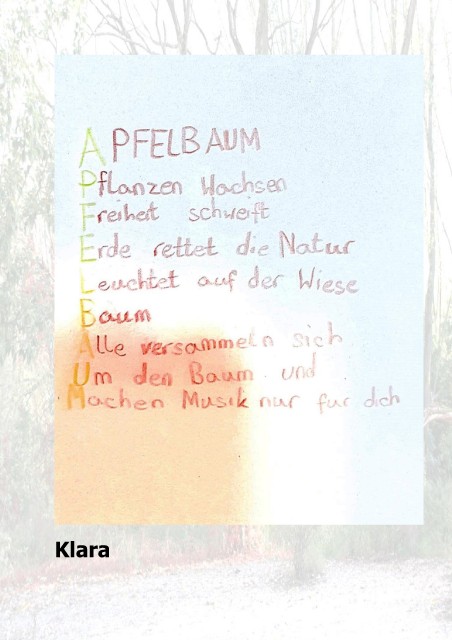 APFELBAUM
Pflanzen Wachsen
Freiheit schweift
Erde rettet die Natur
Leuchtet auf der Wiese
Baum
Alle versammeln sich
Um den Baum und
Machen Musik nur für dich
Klara